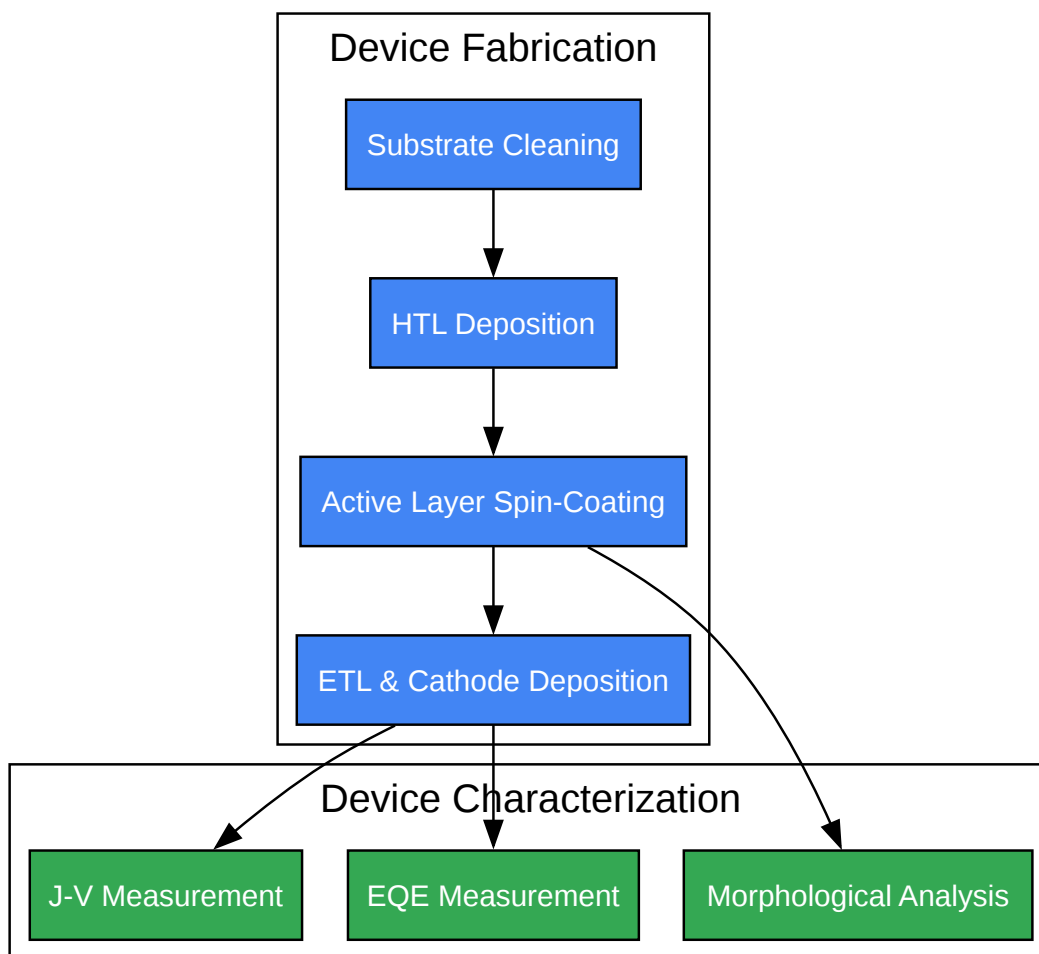 Device Fabrication
Substrate Cleaning
HTL Deposition
Active Layer Spin-Coating
ETL & Cathode Deposition
Device Characterization
J-V Measurement
EQE Measurement
Morphological Analysis